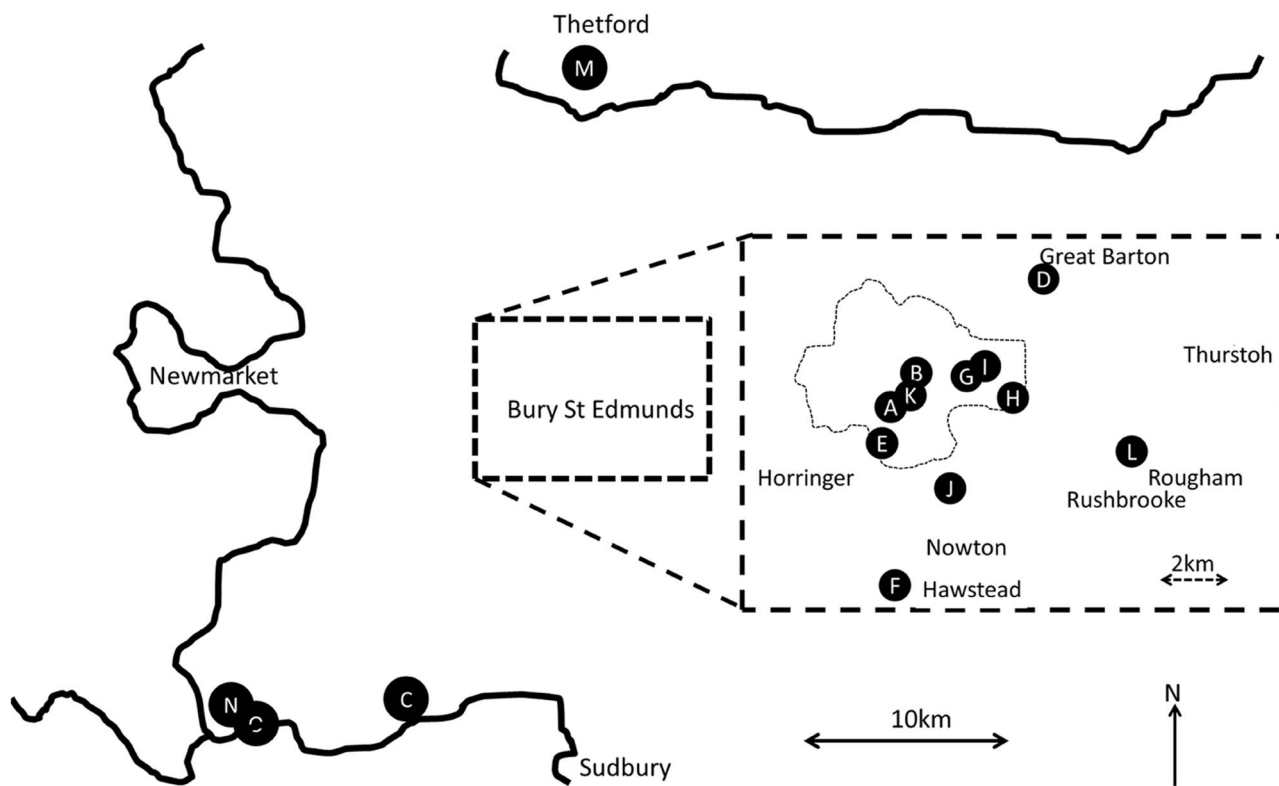 Thetford
M
Great Barton
D
Thurstoh
Newmarket
I
B
G
K
H
A
Bury St Edmunds
E
L
Horringer
Rougham
J
Rushbrooke
Nowton
2km
F
Hawstead
N
C
N
10km
Sudbury